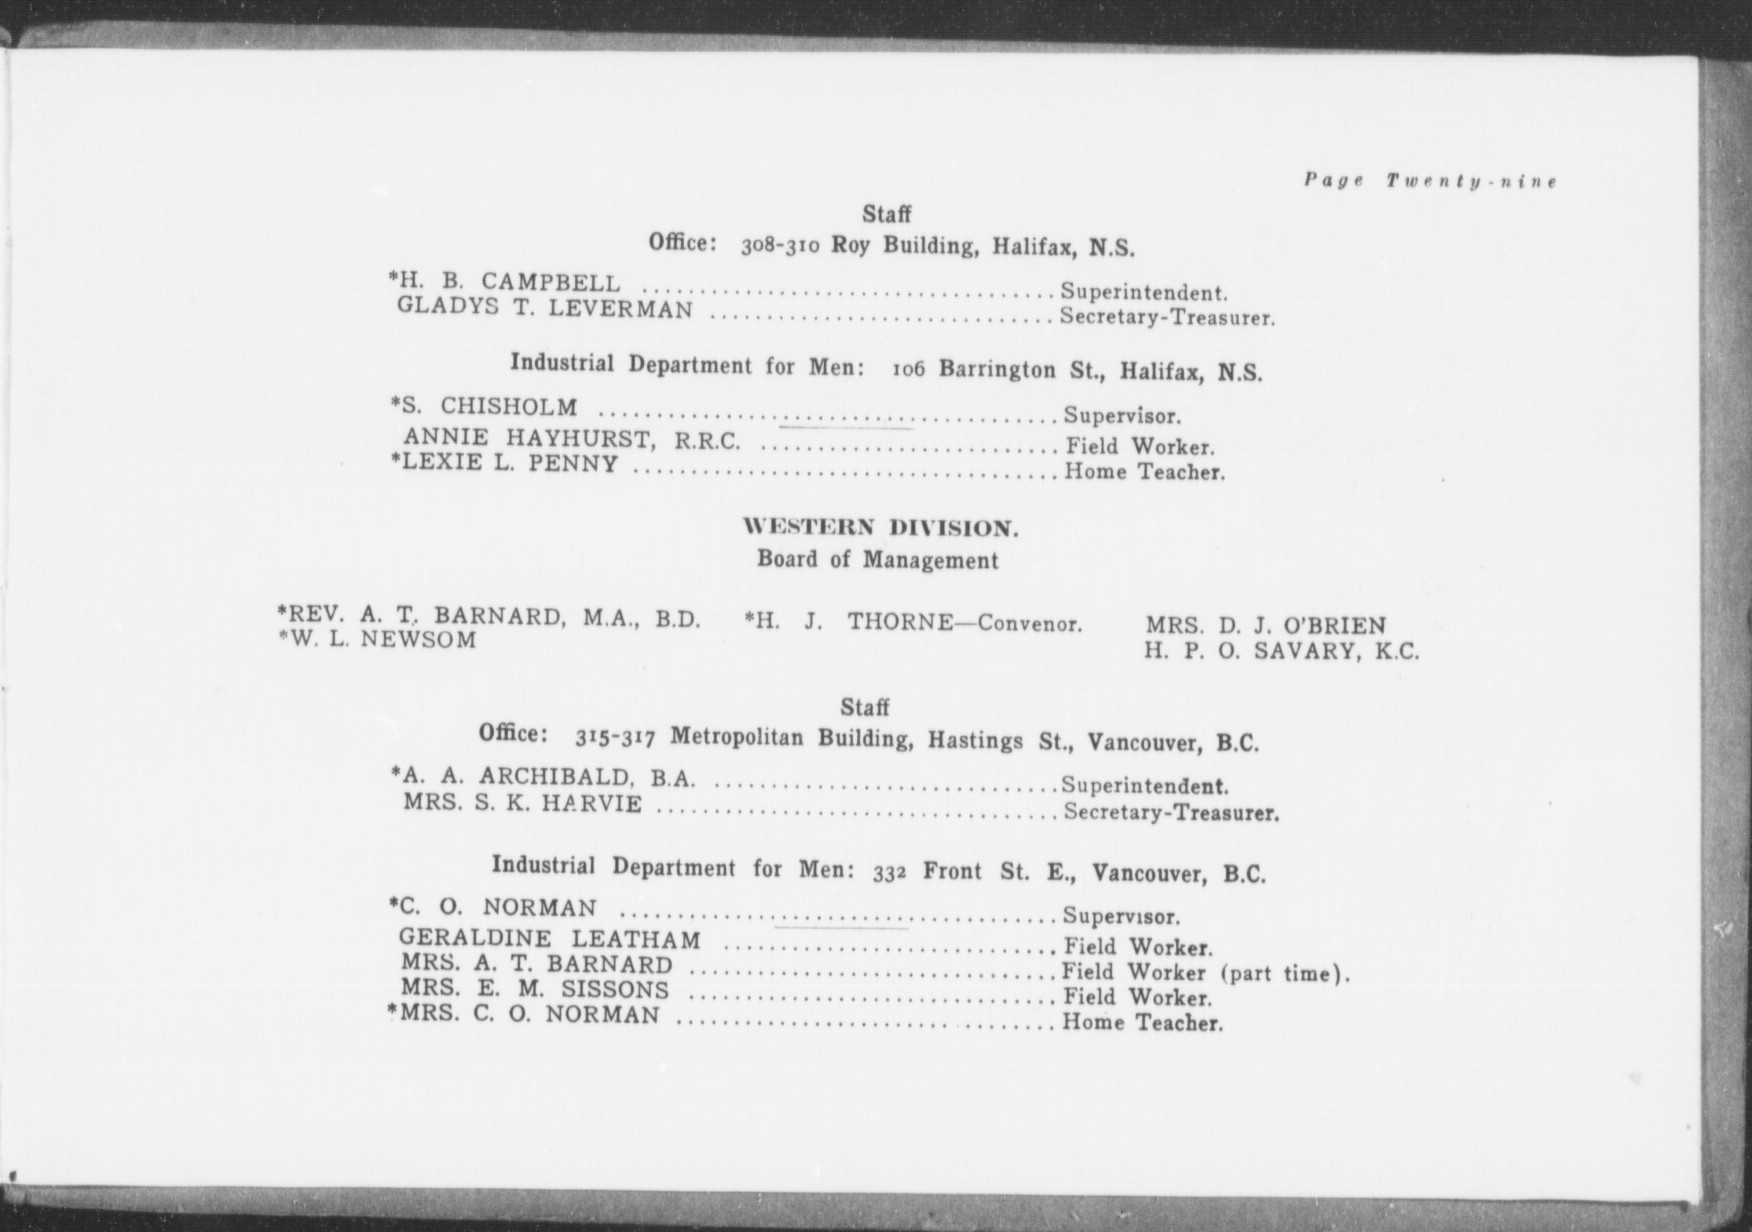 Page Twenty-nine
Staff
Office: 308-310 Roy Building, Halifax, N.S.
*H. B. CAMPBELL ........................................ Superintendent.
GLADYS T. LEVERMAN ................................ Secretary-Treasurer.
Industrial Department for Men: 106 Barrington St., Halifax, N.S.
*S. CHISHOLM ........................................ Supervisor.
ANNIE HAYHURST, R.R.C. ............................ Field Worker.
*LEXIE L. PENNY ...................................... Home Teacher.
WESTERN DIVISION.
Board of Management
*REV. A. T. BARNARD, M.A., B.D. *H. J. THORNE—Convenor. MRS. D. J. O'BRIEN
*W. L. NEWSOM H. P. O. SAVARY, K.C.
Staff
Office: 315-317 Metropolitan Building, Hastings St., Vancouver, B.C.
*A. A. ARCHIBALD, B.A. .............................. Superintendent.
MRS. S. K. HARVIE ................................... Secretary-Treasurer.
Industrial Department for Men: 332 Front St. E., Vancouver, B.C.
*C. O. NORMAN ...................................... Supervisor.
GERALDINE LEATHAM ............................. Field Worker.
MRS. A. T. BARNARD ................................ Field Worker (part time).
MRS. E. M. SISSONS ................................ Field Worker.
*MRS. C. O. NORMAN ................................. Home Teacher.